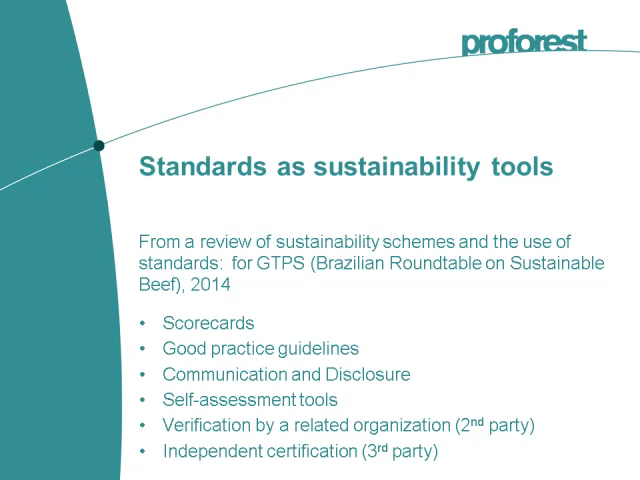 proforest
Standards as sustainability tools
From a review of sustainability schemes and the use of
standards: for GTPS (Brazilian Roundtable on Sustainable
Beef), 2014
• Scorecards
• Good practice guidelines
• Communication and Disclosure
• Self-assessment tools
• Verification by a related organization (2nd party)
• Independent certification (3rd party)